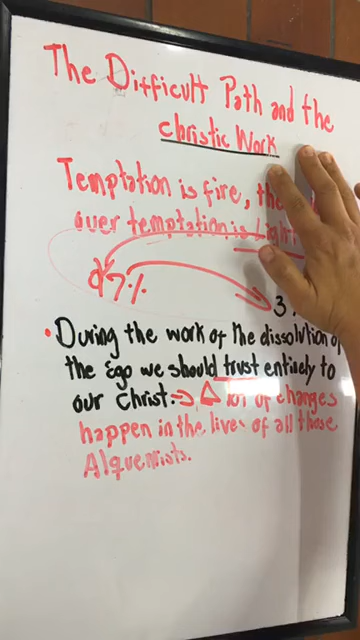 The Difficult Path and the
Christic Work
Temptation is fire, the
over temptation is Light
97%
3%
• During the work of the dissolution of
the Ego we should trust entirely to
our Christ: → A lot of changes
happen in the lives of all those
Alquemists.